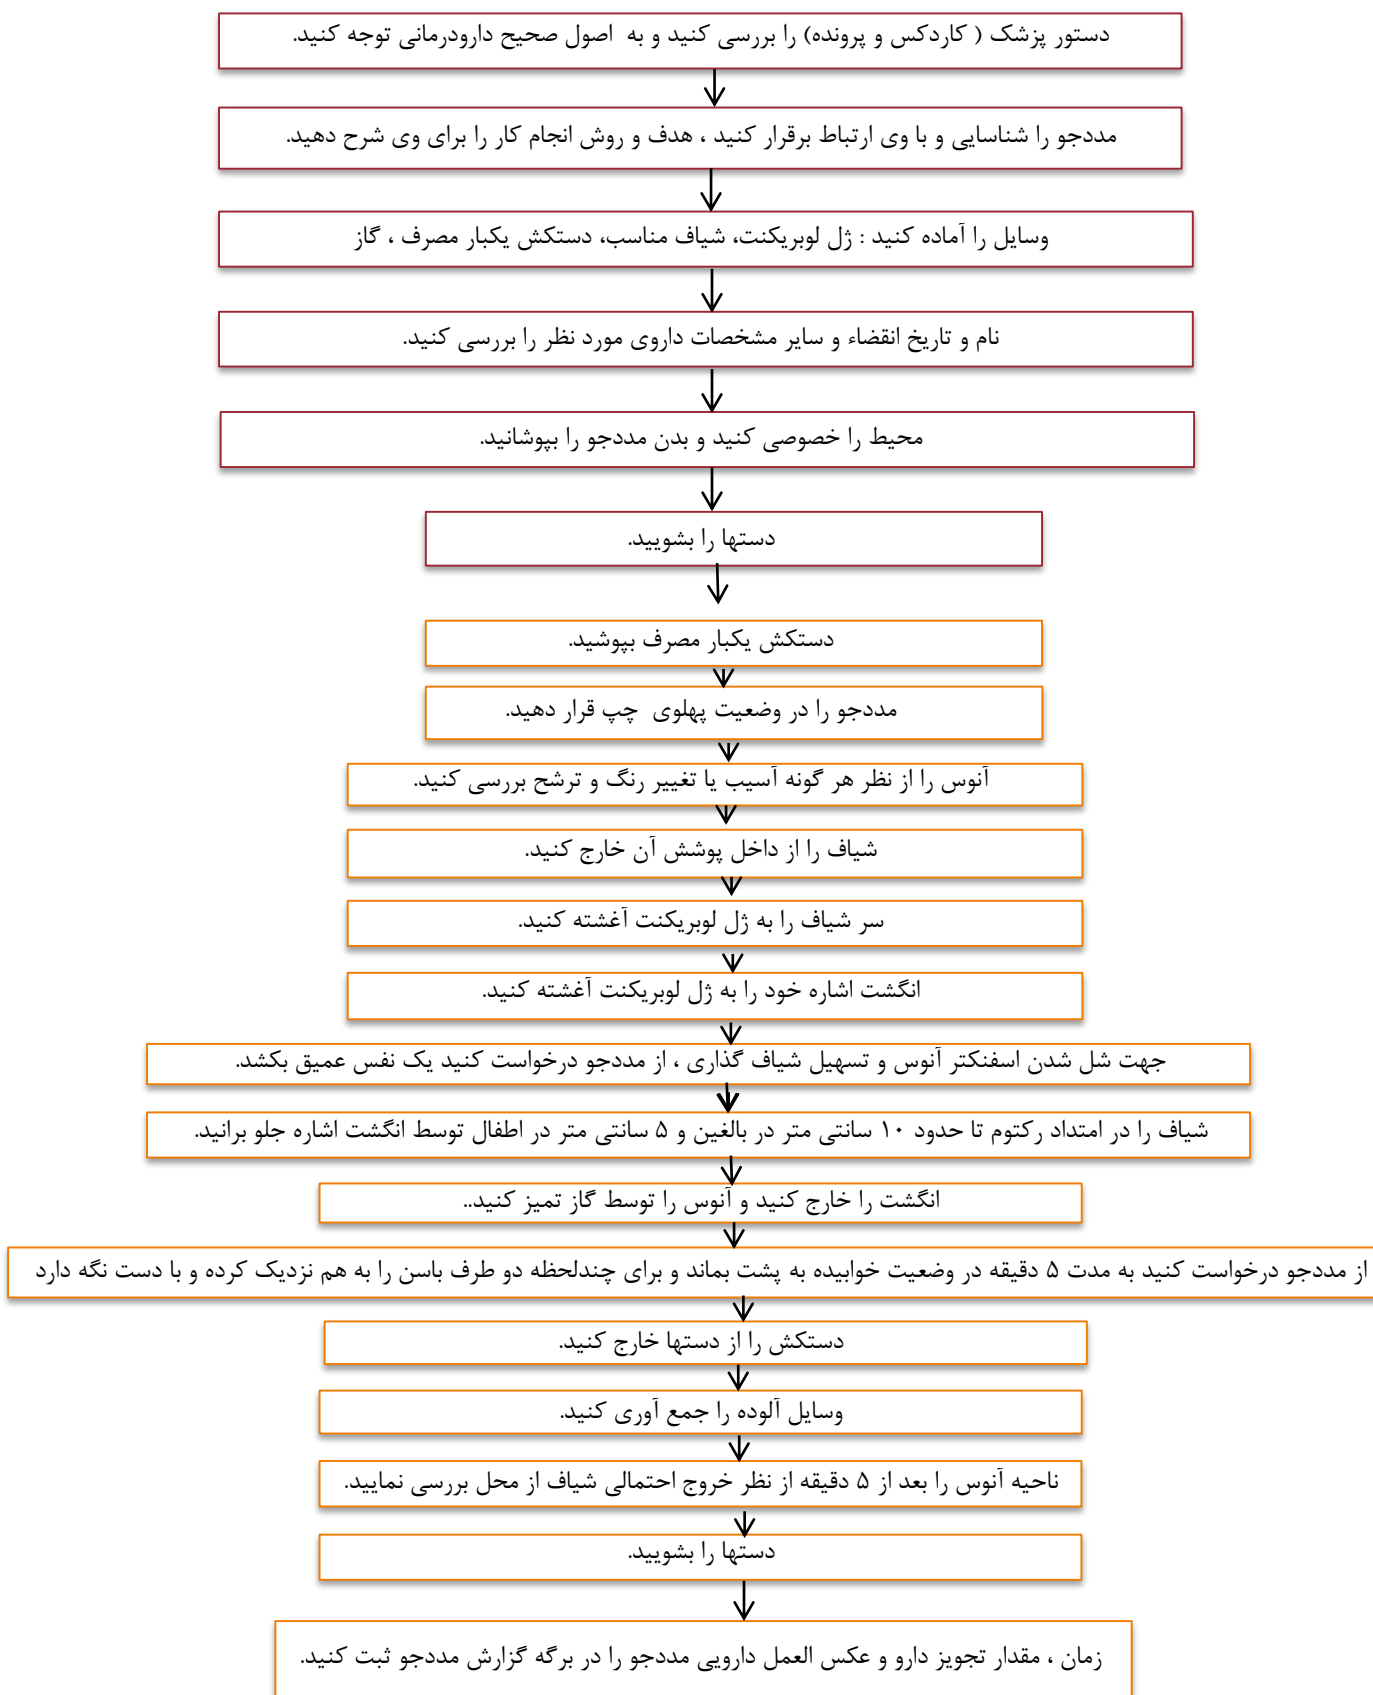 دستور پزشک ( کاردکس و پرونده) را بررسی کنید و به اصول صحیح دارودرمانی توجه کنید.
مددجو را شناسایی و با وی ارتباط برقرار کنید ، هدف و روش انجام کار را برای وی شرح دهید.
وسایل را آماده کنید : ژل لوبریکنت، شیاف مناسب، دستکش یکبار مصرف ، گاز
نام و تاریخ انقضاء و سایر مشخصات داروی مورد نظر را بررسی کنید.
محیط را خصوصی کنید و بدن مددجو را بپوشانید.
دستها را بشویید.
دستکش یکبار مصرف بپوشید.
مددجو را در وضعیت پهلوی چپ قرار دهید.
آنوس را از نظر هر گونه آسیب یا تغییر رنگ و ترشح بررسی کنید.
شیاف را از داخل پوشش آن خارج کنید.
سر شیاف را به ژل لوبریکنت آغشته کنید.
انگشت اشاره خود را به ژل لوبریکنت آغشته کنید.
جهت شل شدن اسفنکتر آنوس و تسهیل شیاف گذاری ، از مددجو درخواست کنید یک نفس عمیق بکشد.
شیاف را در امتداد رکتوم تا حدود ۱۰ سانتی متر در بالغین و ۵ سانتی متر در اطفال توسط انگشت اشاره جلو برانید.
انگشت را خارج کنید و آنوس را توسط گاز تمیز کنید..
از مددجو درخواست کنید به مدت ۵ دقیقه در وضعیت خوابیده به پشت بماند و برای چندلحظه دو طرف باسن را به هم نزدیک کرده و با دست نگه دارد
دستکش را از دستها خارج کنید.
وسایل آلوده را جمع آوری کنید.
ناحیه آنوس را بعد از ۵ دقیقه از نظر خروج احتمالی شیاف از محل بررسی نمایید.
دستها را بشویید.
زمان ، مقدار تجویز دارو و عکس العمل دارویی مددجو را در برگه گزارش مددجو ثبت کنید.